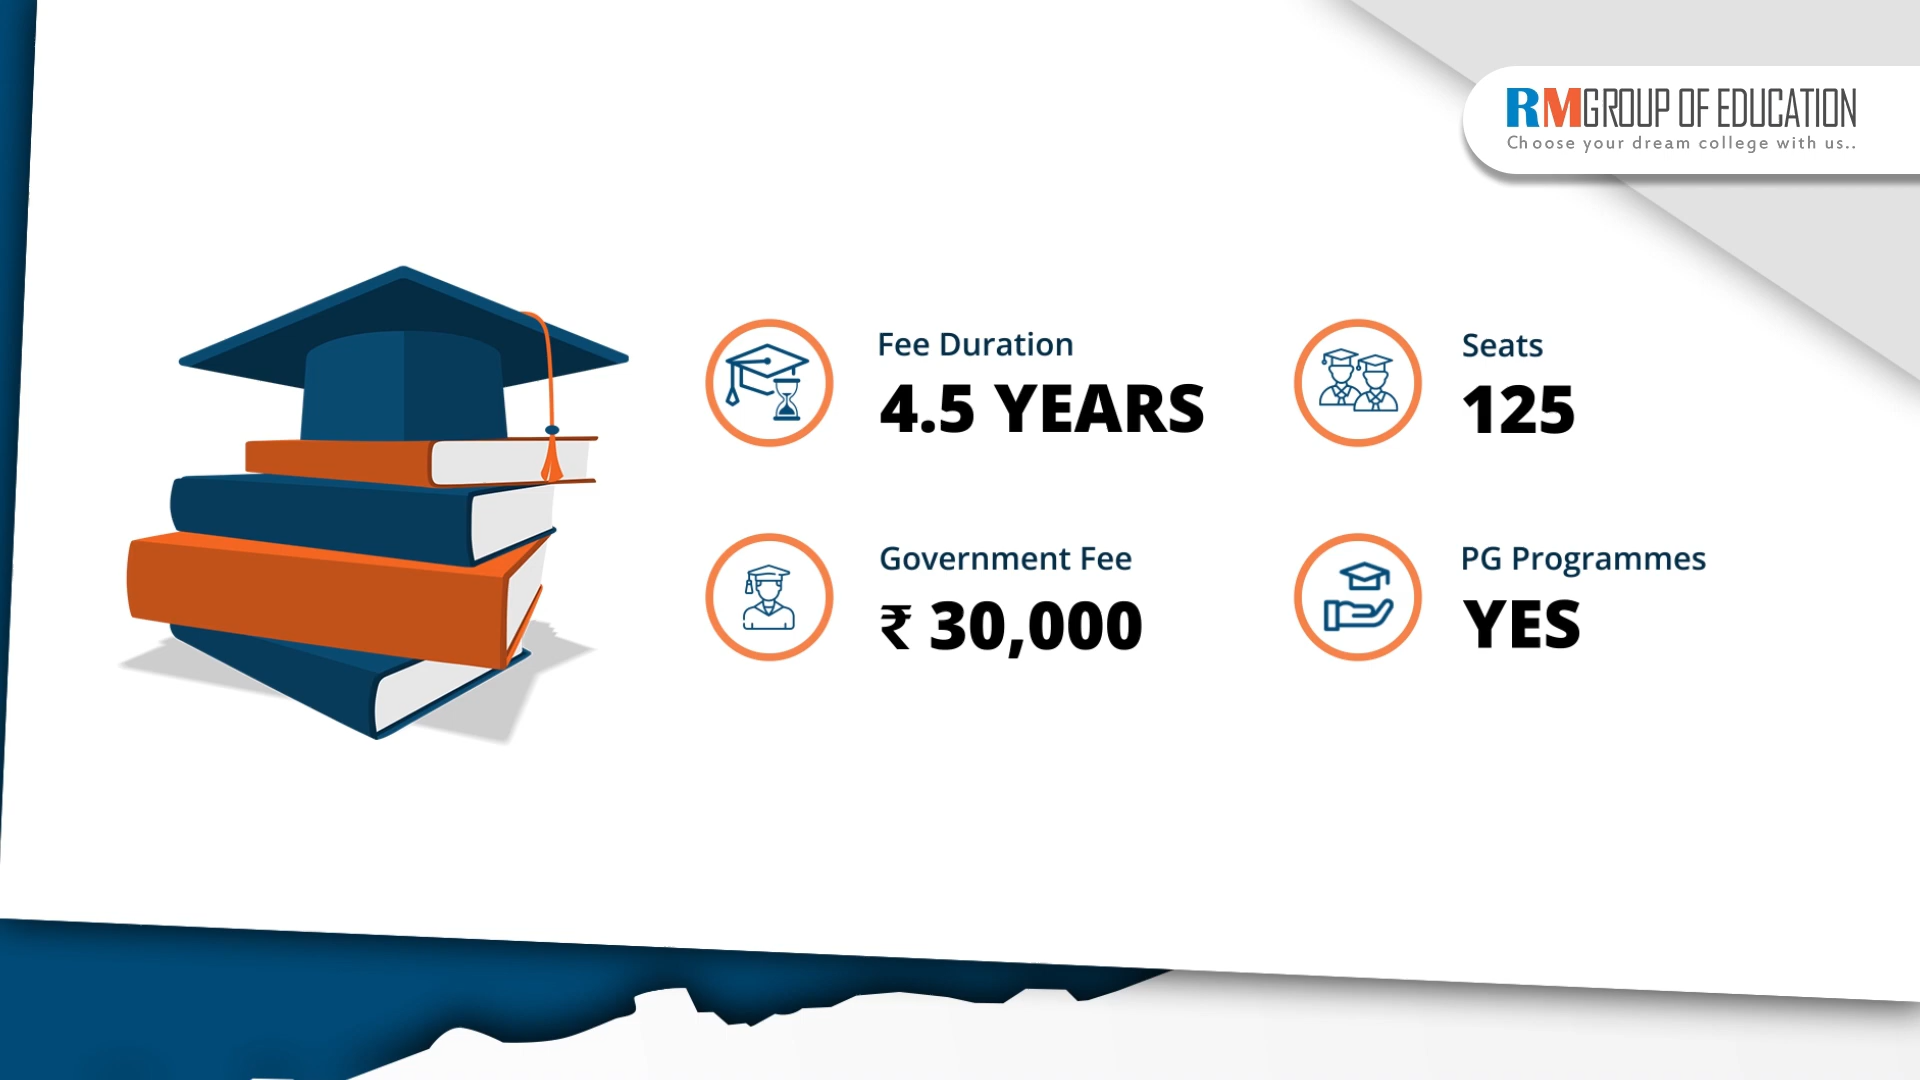 RMGROUP OF EDUCATION
Choose your dream college with us..
Fee Duration
4.5 YEARS
Seats
125
Government Fee
₹ 30,000
PG Programmes
YES